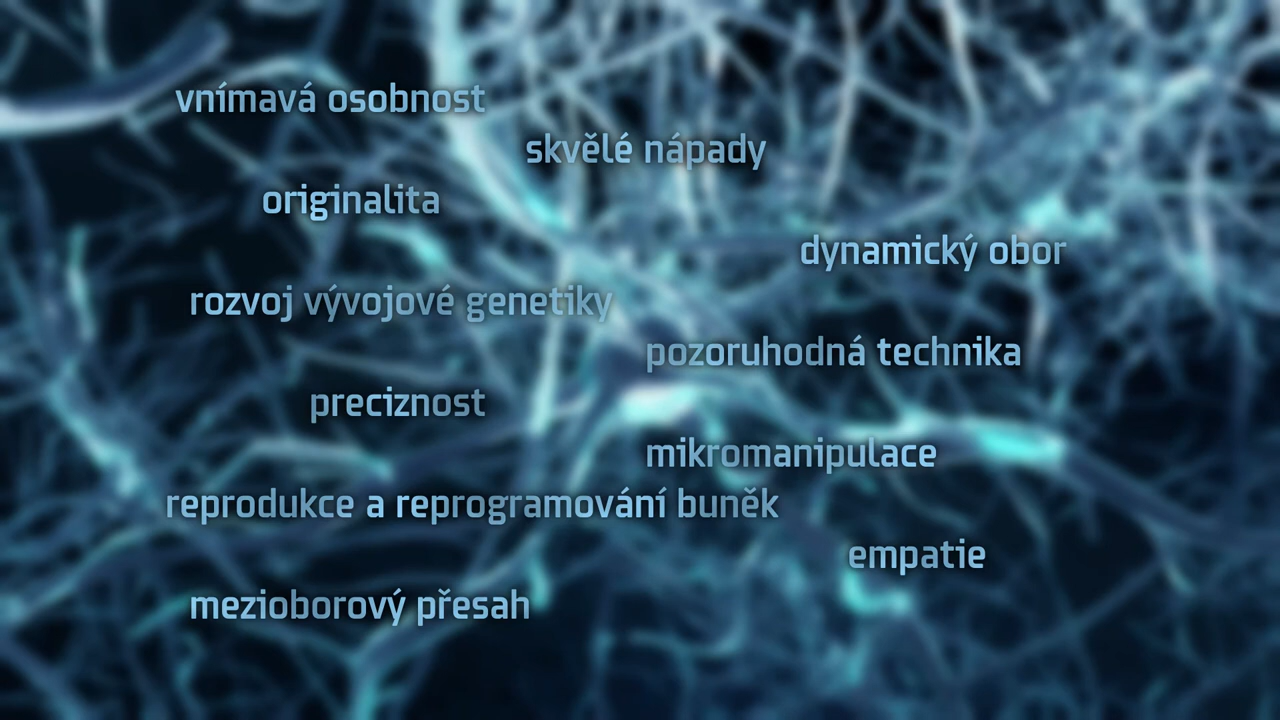 vnímavá osobnost
skvělé nápady
originalita
dynamický obor
rozvoj vývojové genetiky
pozoruhodná technika
preciznost
mikromanipulace
reprodukce a reprogramování buněk
empatie
mezioborový přesah